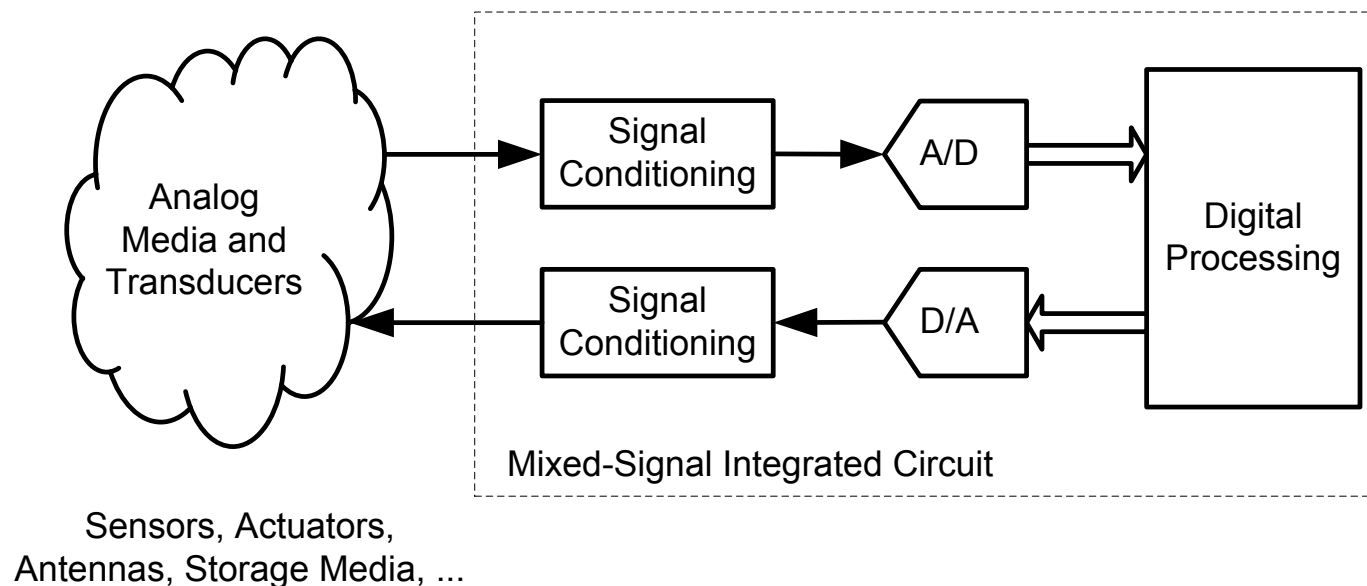 Analog
Media and
Transducers
Signal
Conditioning
A/D
Digital
Processing
Signal
Conditioning
D/A
Mixed-Signal Integrated Circuit
Sensors, Actuators,
Antennas, Storage Media, ...